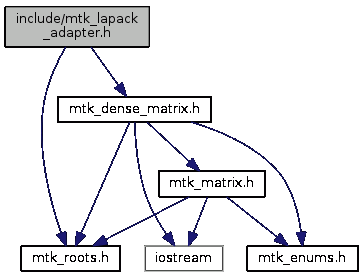 include/mtk_lapack
_adapter.h
mtk_dense_matrix.h
mtk_matrix.h
mtk_roots.h
iostream
mtk_enums.h